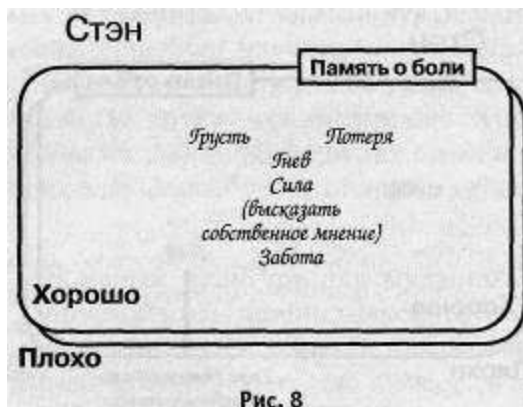 Стэн
Память о боли
Грусть Потеря
Гнев
Сила
(высказать
собственное мнение)
Забота
Хорошо
Плохо
Рис. 8